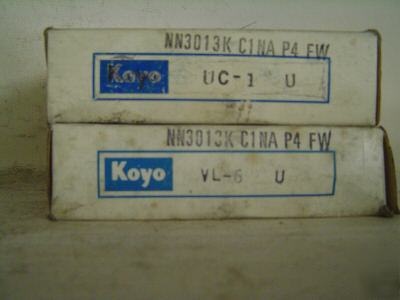 NN3013K C1NA P4 FW
Koyo UC-1 U
NN3013K C1NA P4 FW
Koyo VL-6 U